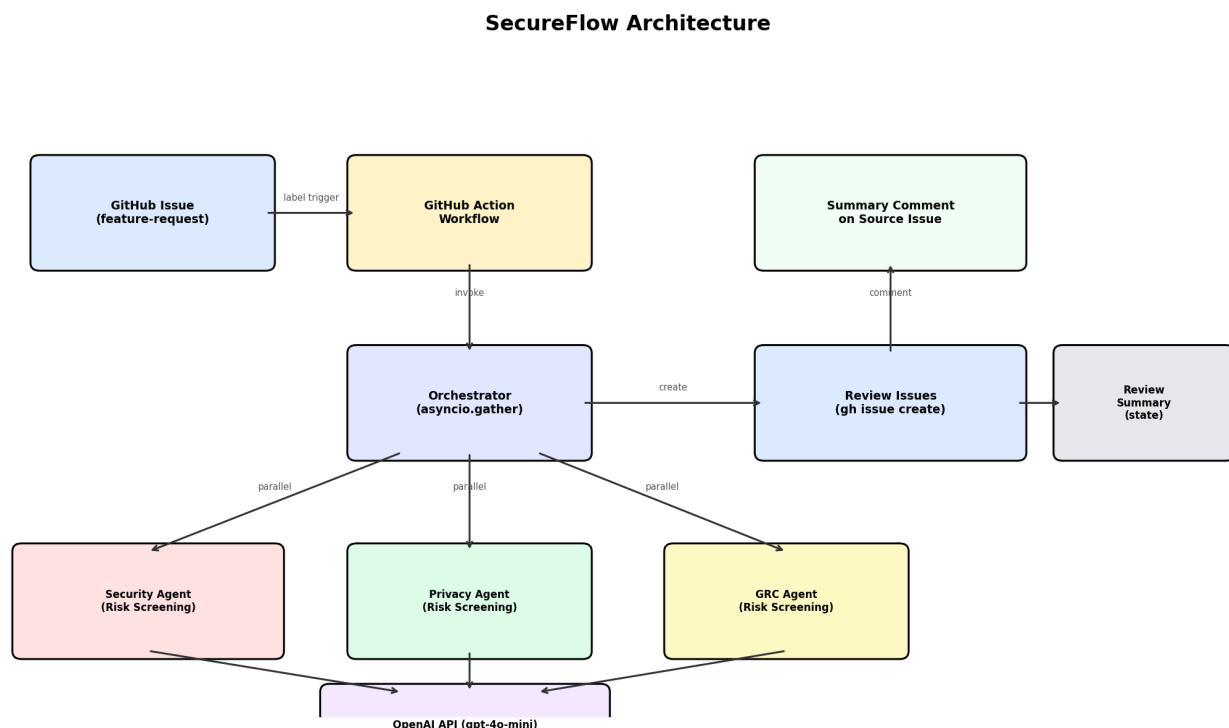 SecureFlow Architecture
GitHub Issue
(feature-request)
label trigger
GitHub Action
Workflow
Summary Comment
on Source Issue
invoke
comment
Orchestrator
(asyncio.gather)
create
Review Issues
(gh issue create)
Review
Summary
(state)
parallel
parallel
parallel
Security Agent
(Risk Screening)
Privacy Agent
(Risk Screening)
GRC Agent
(Risk Screening)
OpenAI API (gpt-4o-mini)